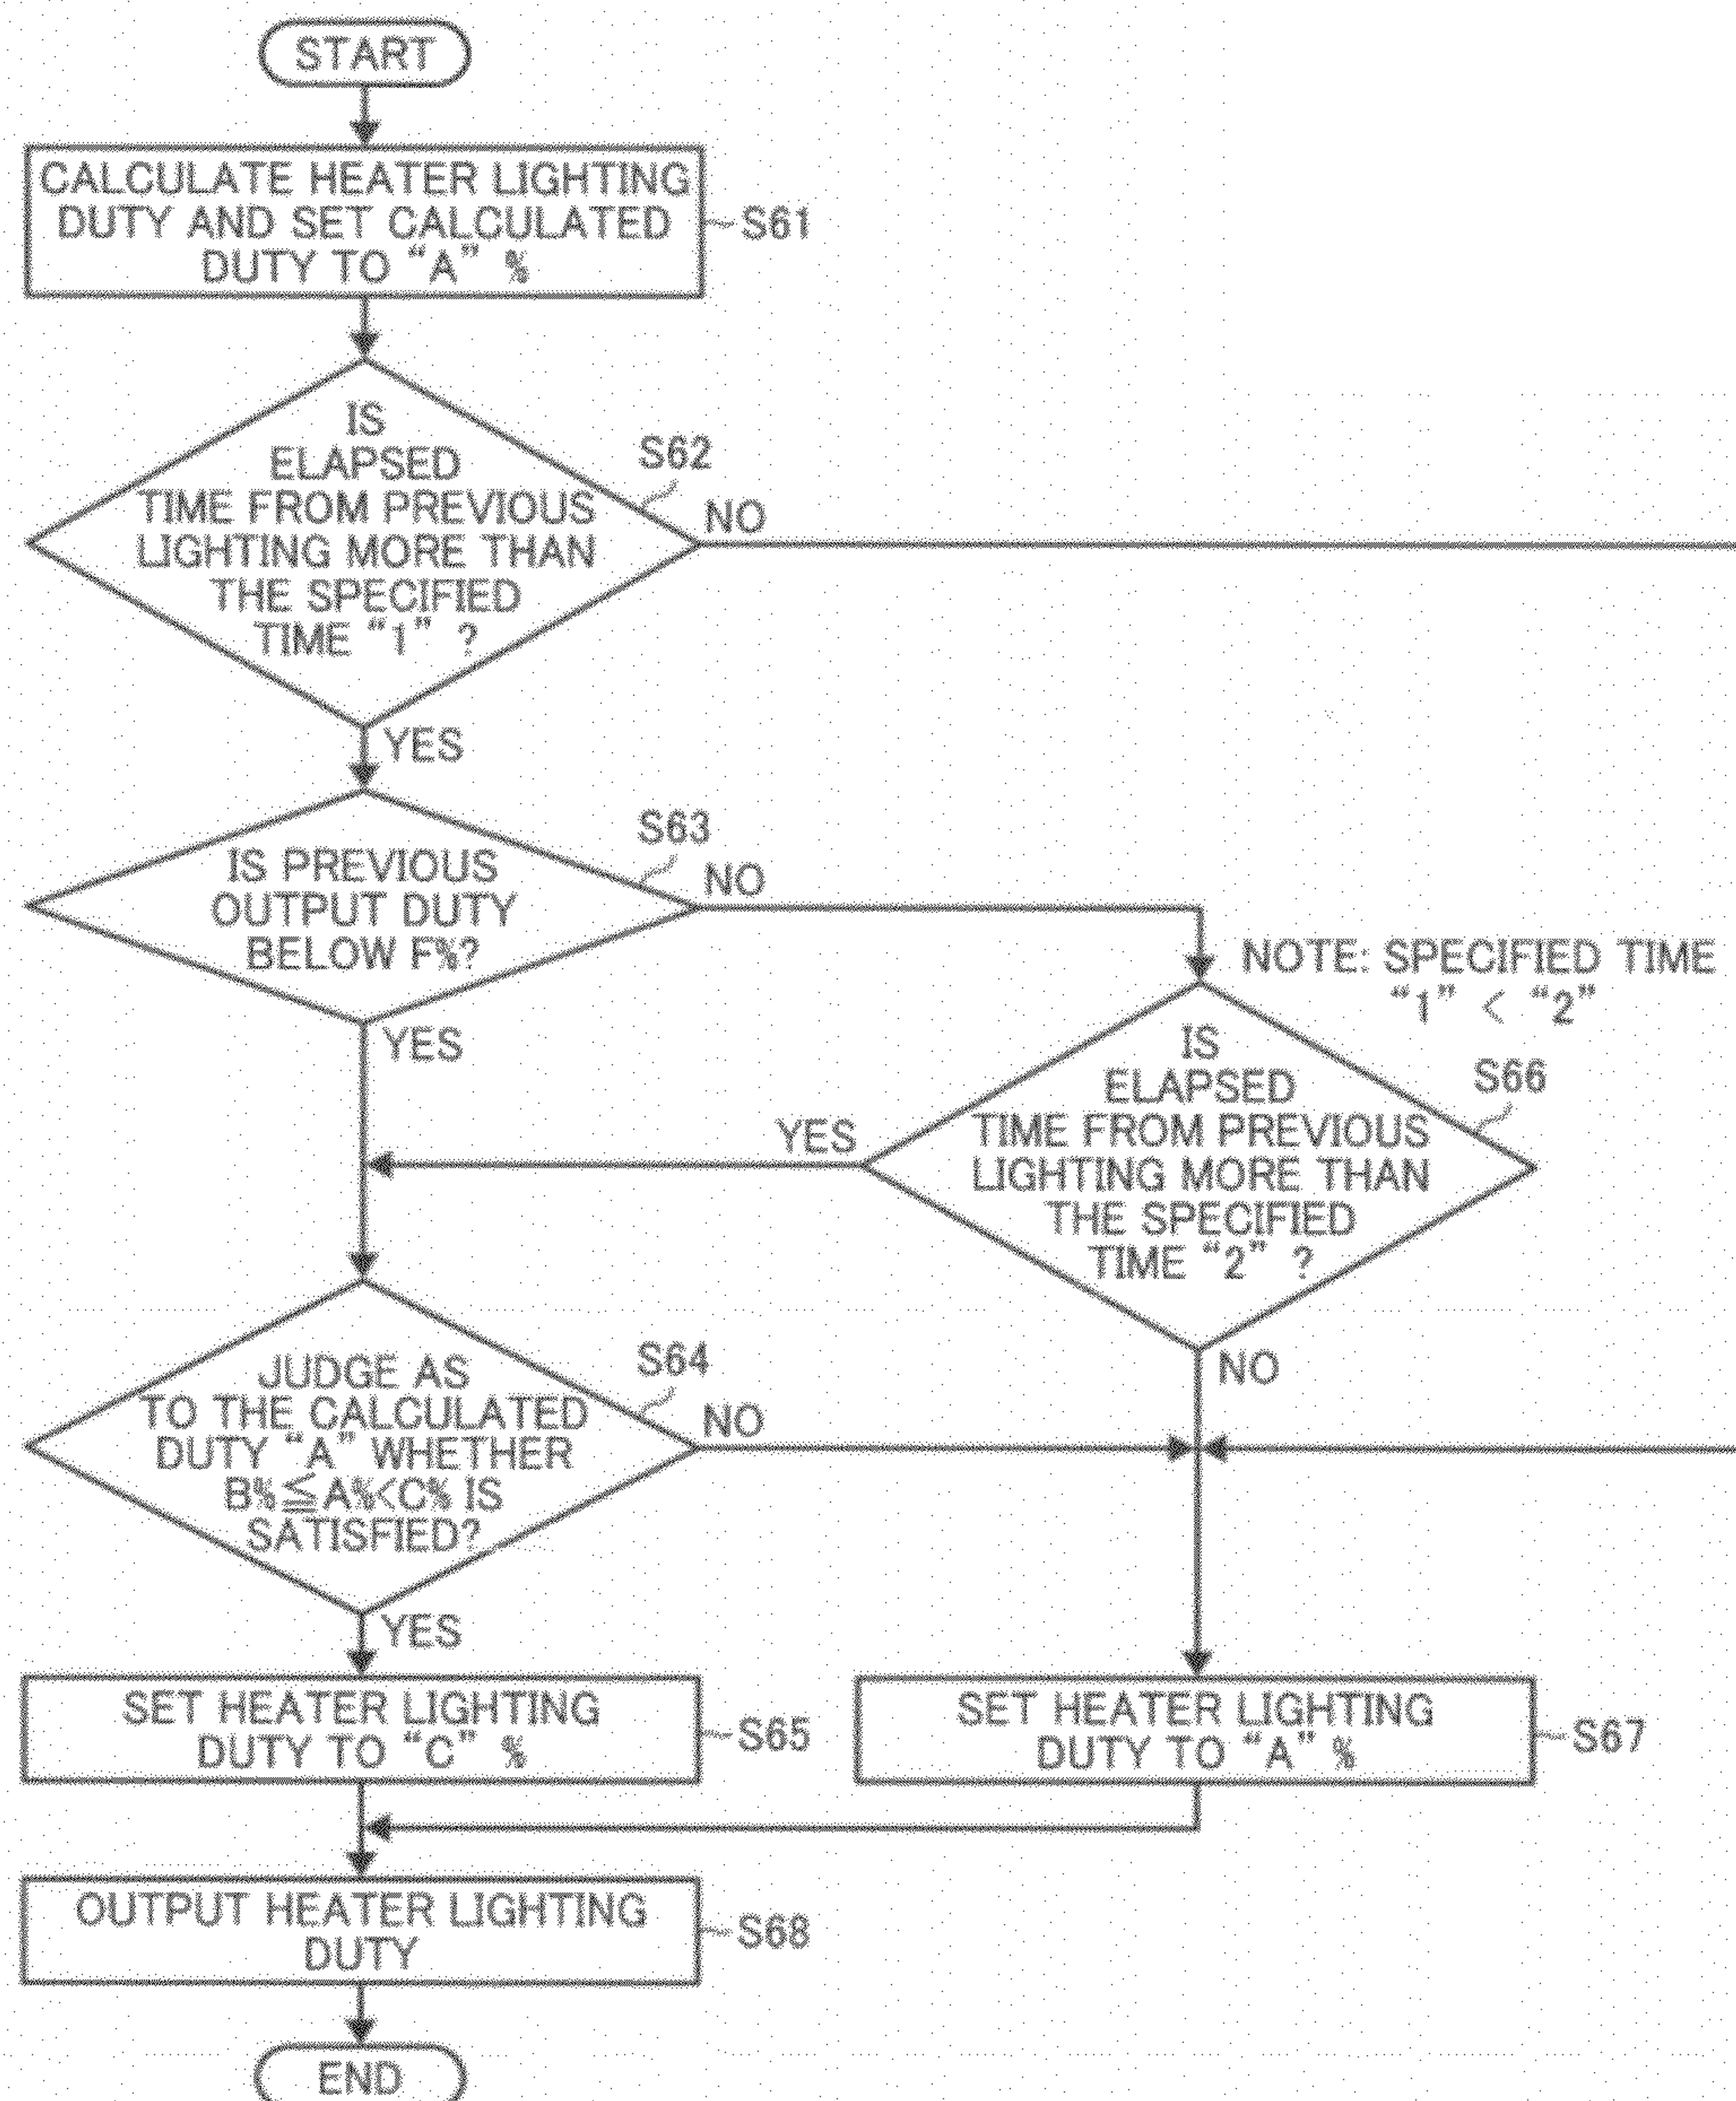 START
CALCULATE HEATER LIGHTING
DUTY AND SET CALCULATED
DUTY TO “A” %
S61
IS
ELAPSED
TIME FROM PREVIOUS
LIGHTING MORE THAN
THE SPECIFIED
TIME “1” ?
S62
NO
YES
IS PREVIOUS
OUTPUT DUTY
BELOW F%?
S63
NO
YES
NOTE: SPECIFIED TIME
“1” < “2”
IS
ELAPSED
TIME FROM PREVIOUS
LIGHTING MORE THAN
THE SPECIFIED
TIME “2” ?
S66
YES
NO
JUDGE AS
TO THE CALCULATED
DUTY “A” WHETHER
B%≦A%<C% IS
SATISFIED?
S64
NO
YES
SET HEATER LIGHTING
DUTY TO “C” %
S65
SET HEATER LIGHTING
DUTY TO “A” %
S67
OUTPUT HEATER LIGHTING
DUTY
S68
END